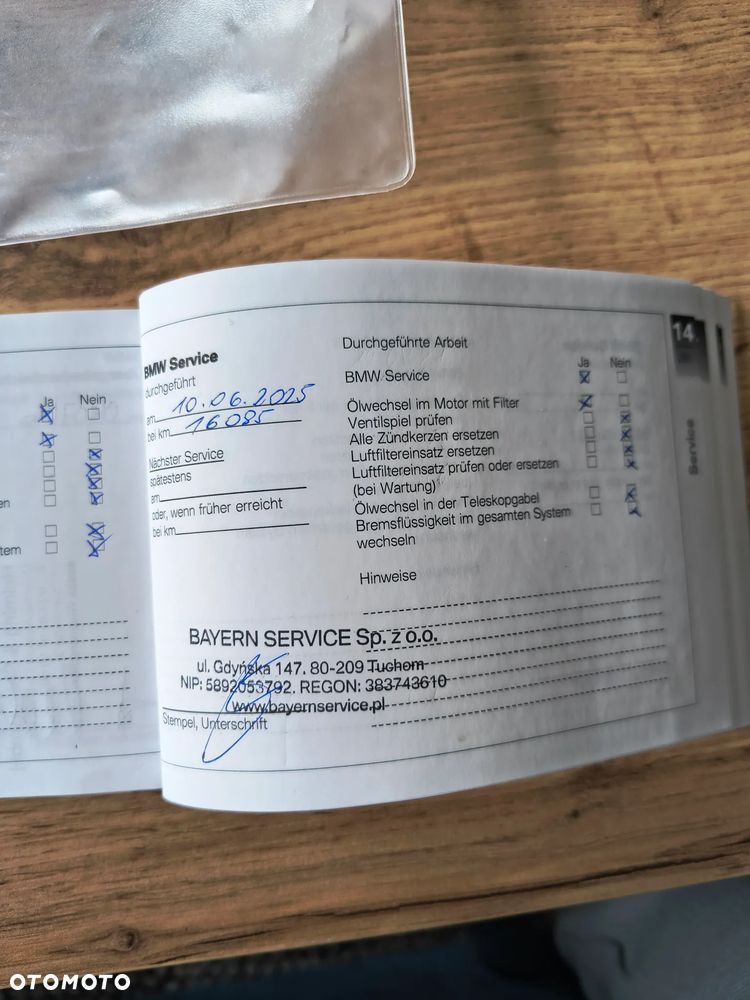 Ja Nein
en
tem
BMW Service
durchgeführt
am 10.06.2025
bei km 16085
Nächster Service
spätestens
am
oder, wenn früher erreicht
bei km
Durchgeführte Arbeit
Ja Nein
BMW Service
Ölwechsel im Motor mit Filter
Ventilspiel prüfen
Alle Zündkerzen ersetzen
Luftfiltereinsatz ersetzen
Luftfiltereinsatz prüfen oder ersetzen
(bei Wartung)
Ölwechsel in der Teleskopgabel
Bremsflüssigkeit im gesamten System
wechseln
Hinweise
BAYERN SERVICE Sp. z o.o.
ul. Gdyńska 147. 80-209 Tuchom
NIP: 5892053792. REGON: 383743610
www.bayernservice.pl
Stempel, Unterschrift
14
Service
OTOMOTO